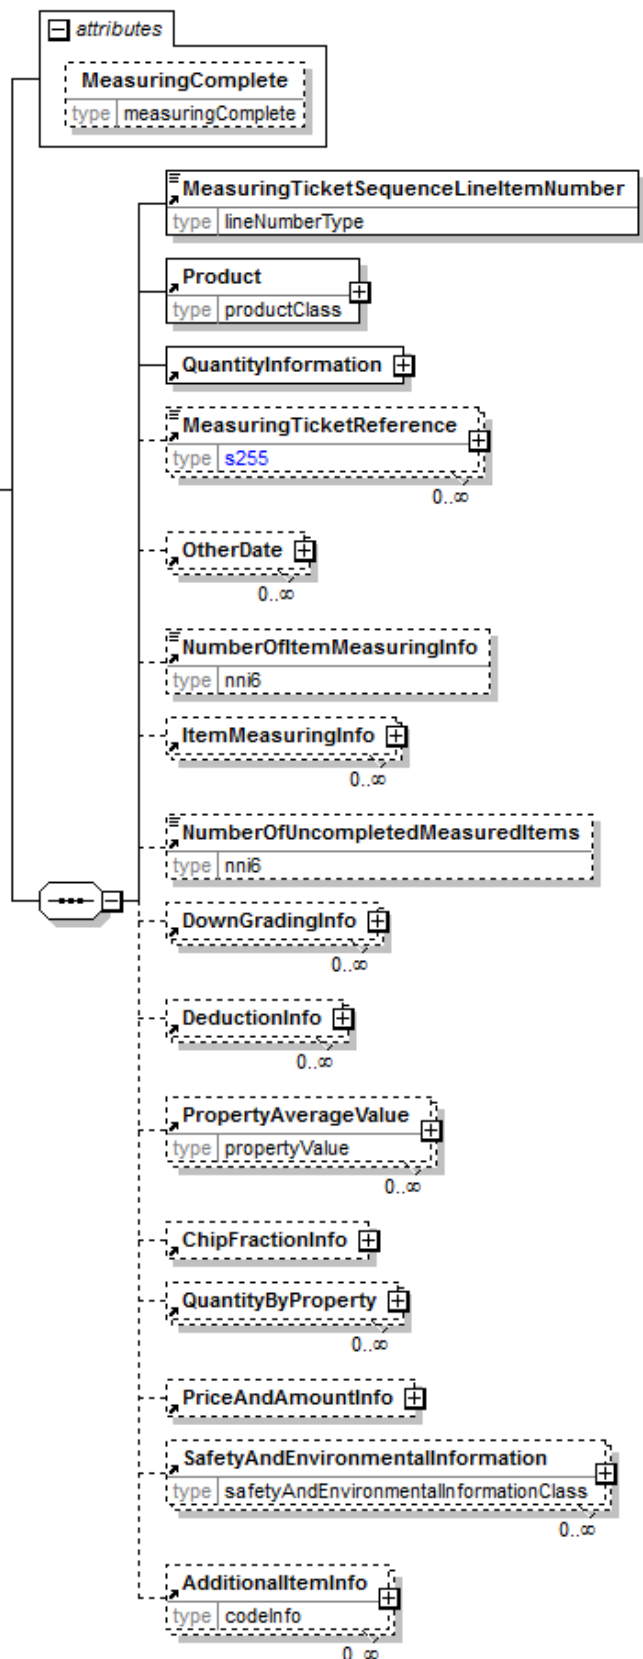 attributes
MeasuringComplete
type measuringComplete
MeasuringTicketSequenceLineItemNumber
type lineNumberType
Product
type productClass
QuantityInformation
MeasuringTicketReference
type s255
0..∞
OtherDate
0..∞
NumberOfItemMeasuringInfo
type nni6
ItemMeasuringInfo
0..∞
NumberOfUncompletedMeasuredItems
type nni6
DownGradingInfo
0..∞
DeductionInfo
0..∞
PropertyAverageValue
type propertyValue
0..∞
ChipFractionInfo
QuantityByProperty
0..∞
PriceAndAmountInfo
SafetyAndEnvironmentalInformation
type safetyAndEnvironmentalInformationClass
0..∞
AdditionalItemInfo
type codeInfo
0..∞